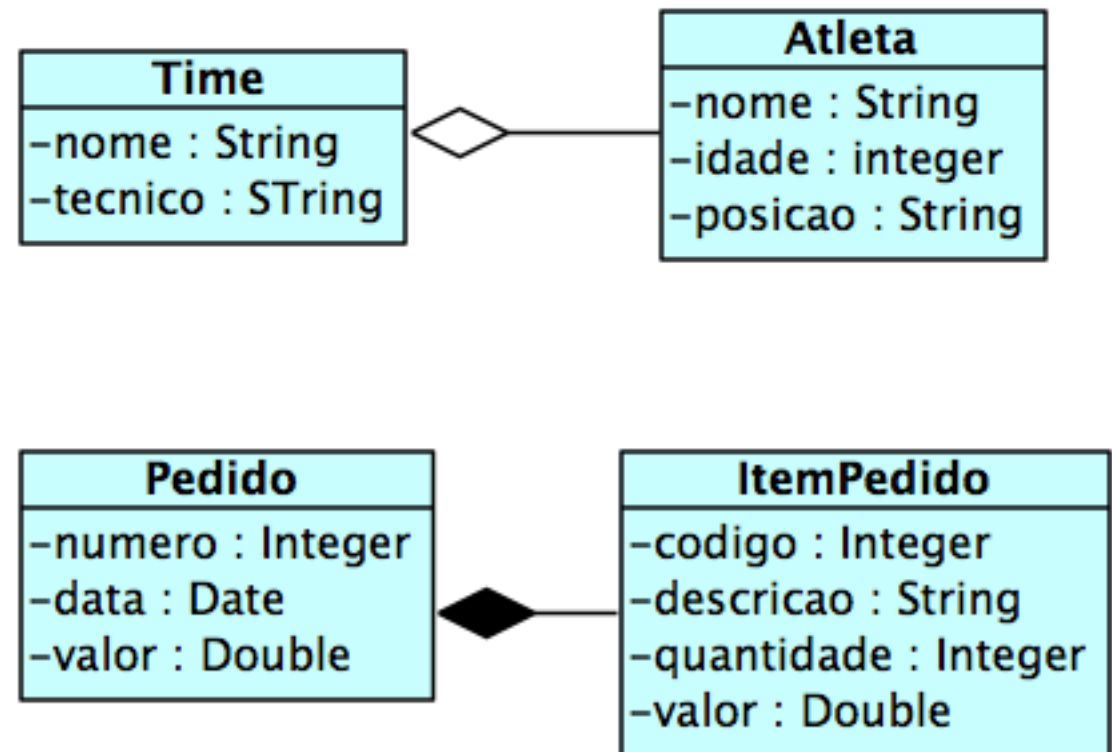 Time
-nome : String
-tecnico : STring
Atleta
-nome : String
-idade : integer
-posicao : String
Pedido
-numero : Integer
-data : Date
-valor : Double
ItemPedido
-codigo : Integer
-descricao : String
-quantidade : Integer
-valor : Double